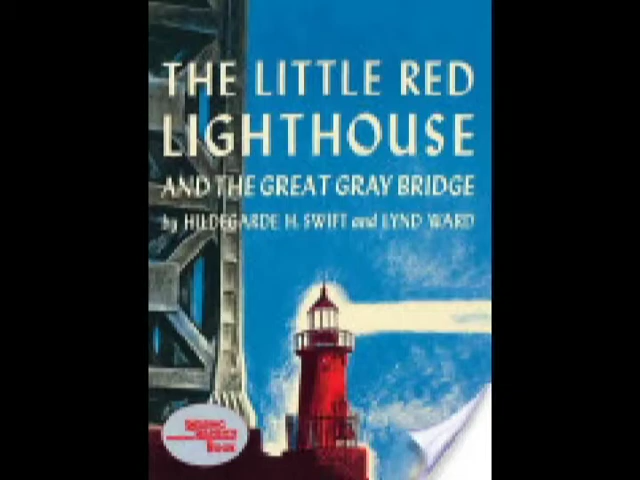 THE LITTLE RED
LIGHTHOUSE
AND THE GREAT GRAY BRIDGE
by HILDEGARDE H. SWIFT and LYND WARD